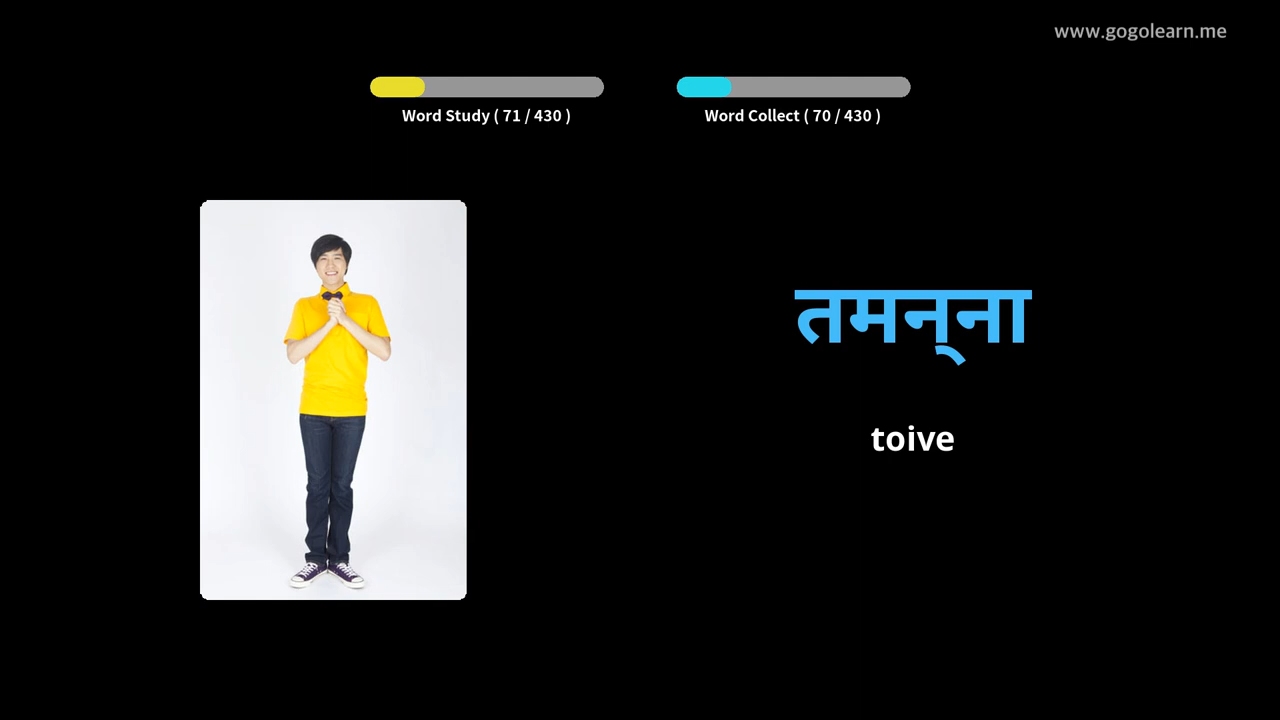 www.gogolearn.me
Word Study ( 71 / 430 )
Word Collect ( 70 / 430 )
तमन्‌ना
toive